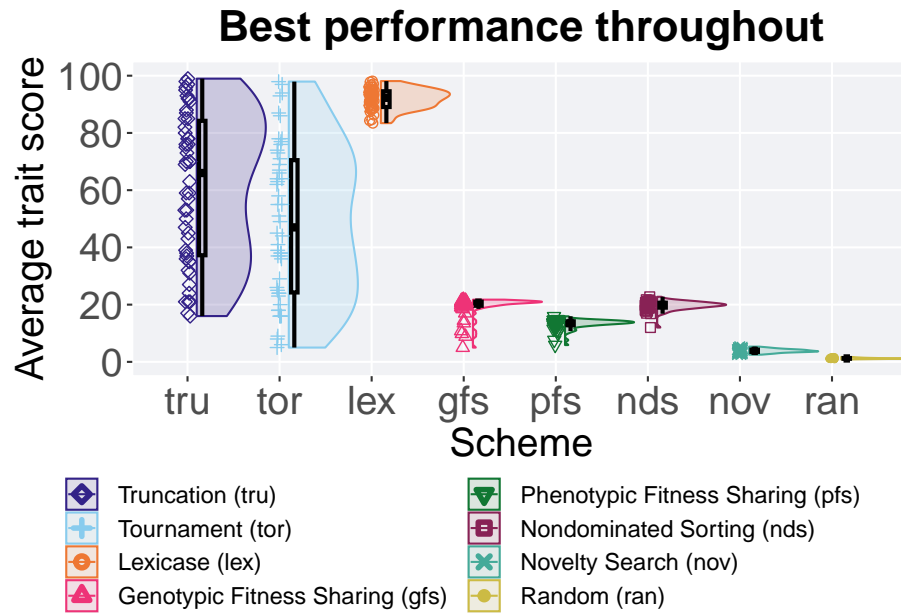 Best performance throughout
Average trait score
100
80
60
40
20
0
tru tor lex gfs pfs nds nov ran
Scheme
Truncation (tru)
Tournament (tor)
Lexicase (lex)
Genotypic Fitness Sharing (gfs)
Phenotypic Fitness Sharing (pfs)
Nondominated Sorting (nds)
Novelty Search (nov)
Random (ran)